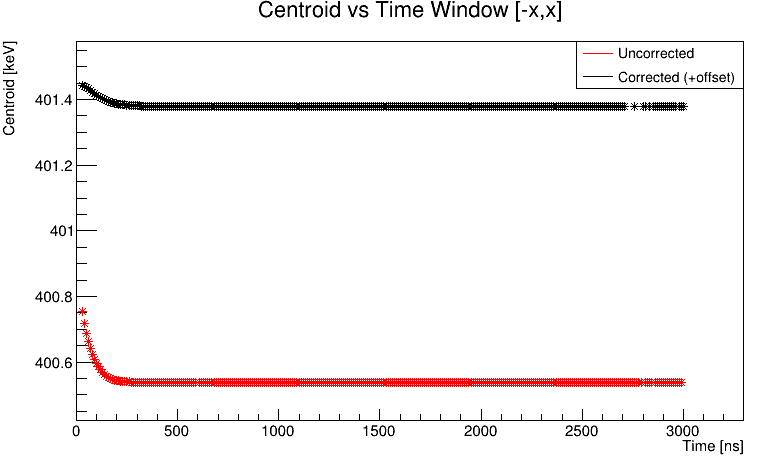 Centroid vs Time Window [-x,x]
Centroid [keV]
Uncorrected
Corrected (+offset)
401.4
401.2
401
400.8
400.6
0 500 1000 1500 2000 2500 3000
Time [ns]